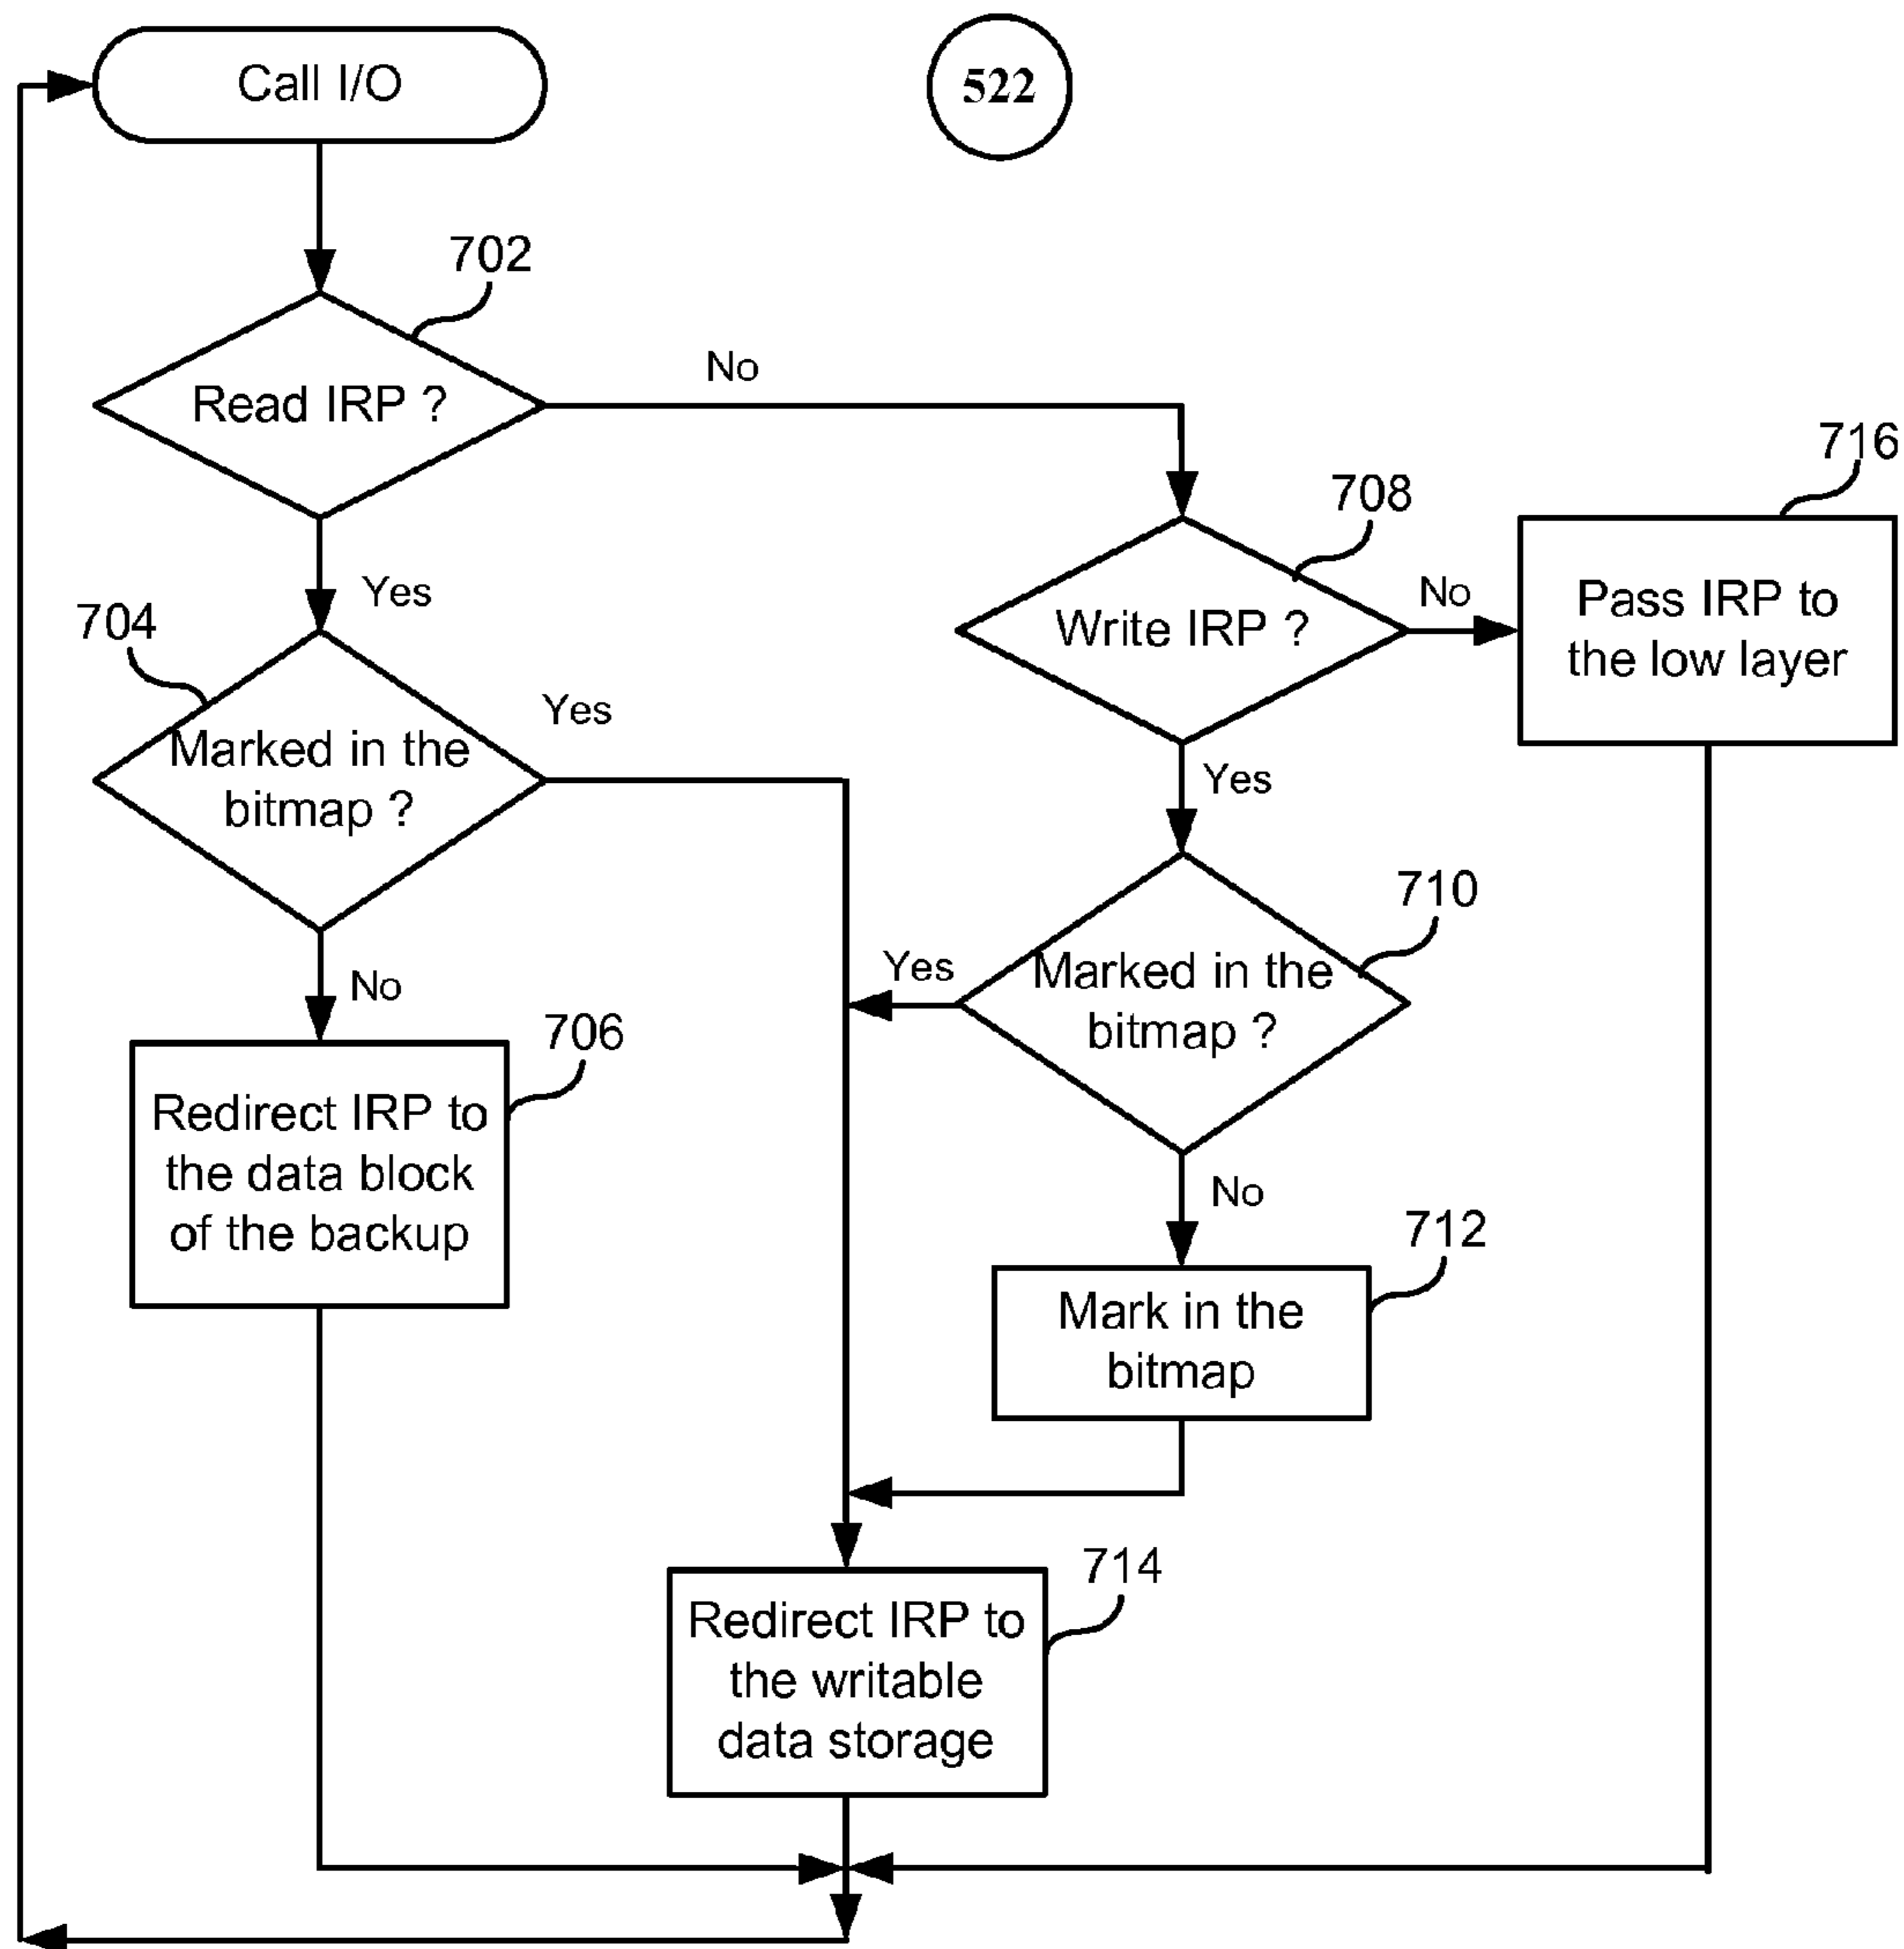 Call I/O
522
702
Read IRP ?
No
716
708
Yes
Write IRP ?
No
Pass IRP to
the low layer
704
Marked in the
bitmap ?
Yes
Yes
710
Marked in the
bitmap ?
Yes
No
706
Redirect IRP to
the data block
of the backup
No
712
Mark in the
bitmap
714
Redirect IRP to
the writable
data storage